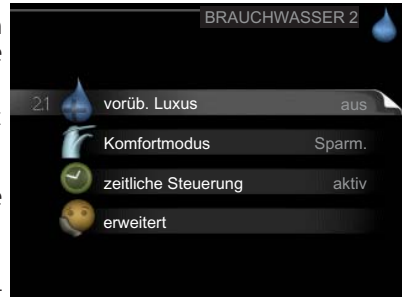 BRAUCHWASSER 2
2.1 vorüb. Luxus aus
Komfortmodus Sparm.
zeitliche Steuerung aktiv
erweitert